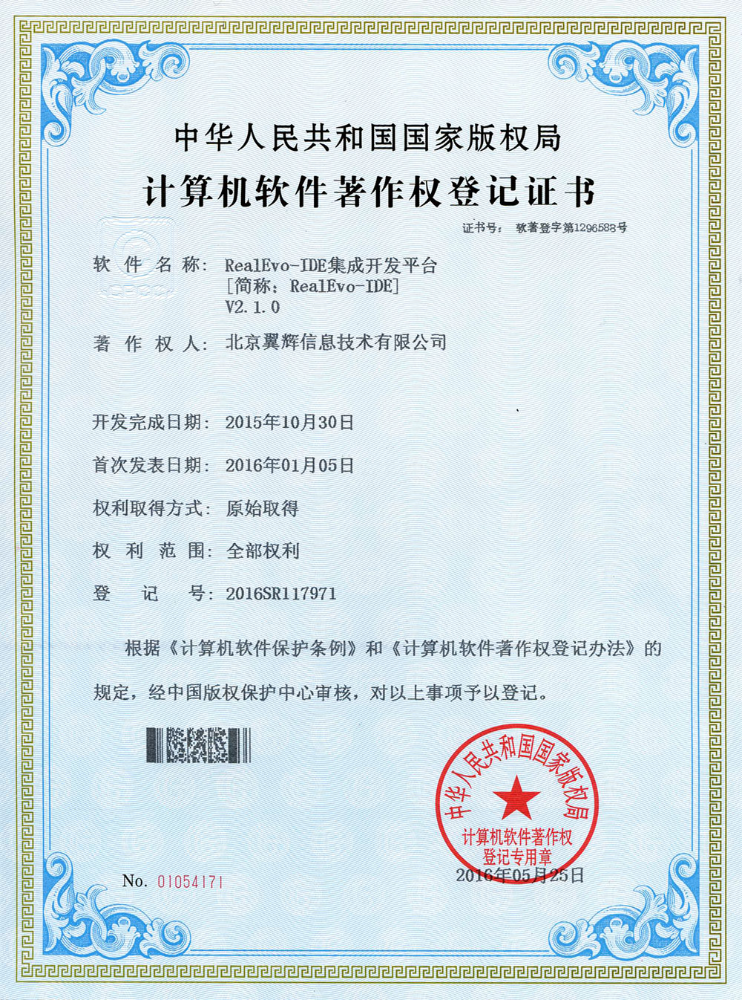 中华人民共和国国家版权局
计算机软件著作权登记证书
证书号： 软著登字第1296588号
软件名称： RealEvo-IDE集成开发平台
[简称：RealEvo-IDE]
V2.1.0
著作权人： 北京翼辉信息技术有限公司
开发完成日期： 2015年10月30日
首次发表日期： 2016年01月05日
权利取得方式： 原始取得
权利范围： 全部权利
登记号： 2016SR117971
根据《计算机软件保护条例》和《计算机软件著作权登记办法》的
规定，经中国版权保护中心审核，对以上事项予以登记。
中华人民共和国国家版权局
计算机软件著作权
登记专用章
2016年05月25日
No. 01054171